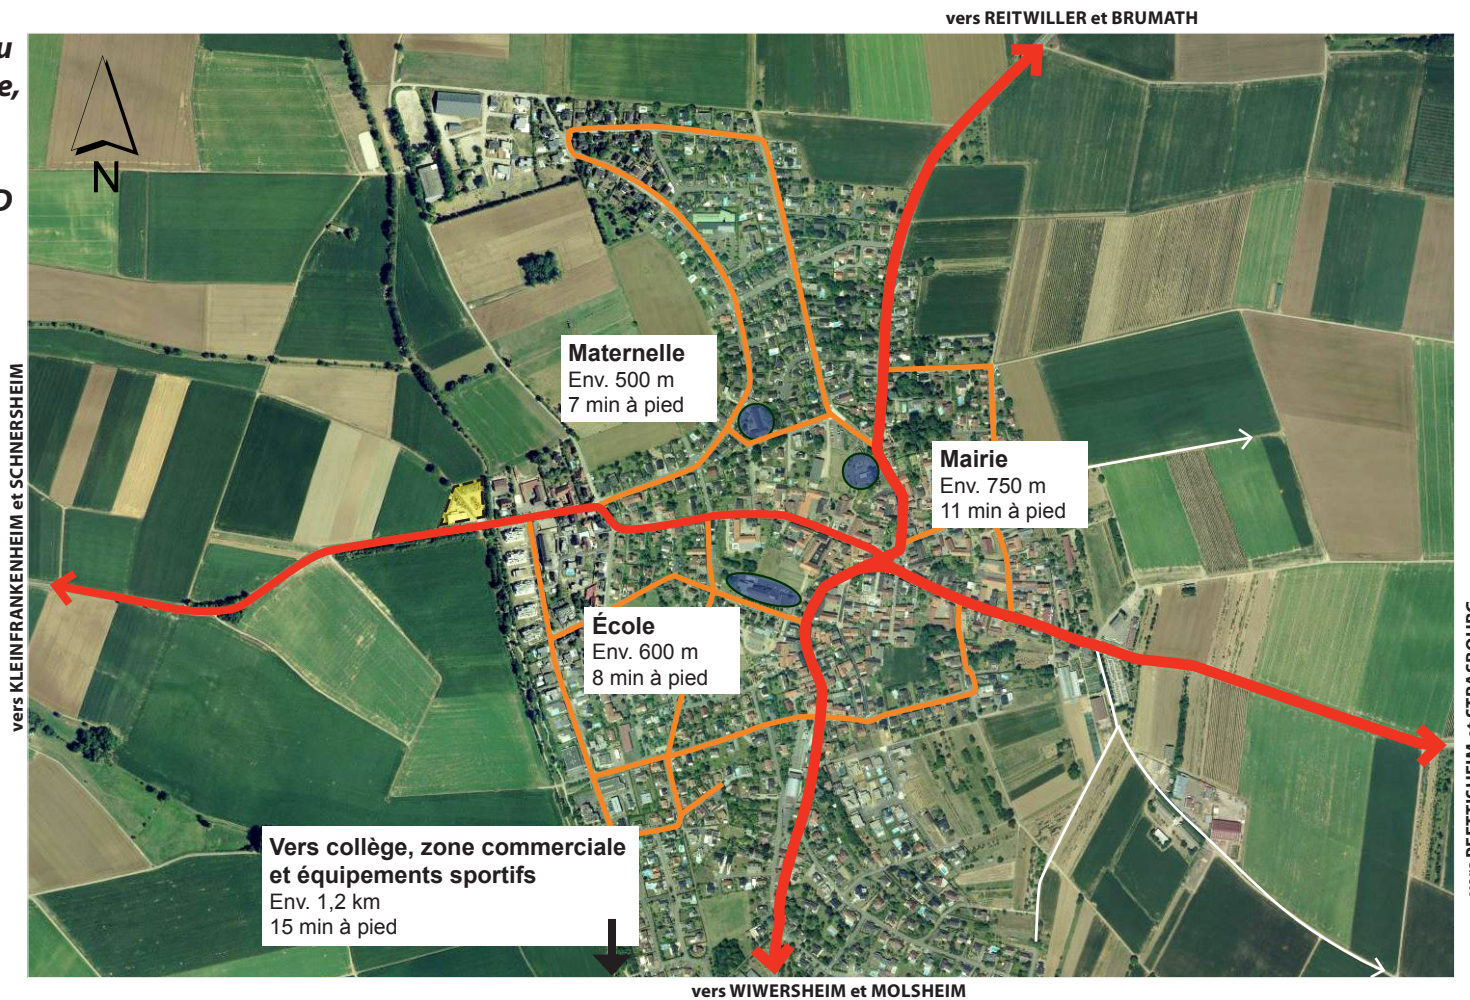 vers REITWILLER et BRUMATH
u
e,
N
D
vers KLEINFRANKENHEIM et SCHNERSHEIM
Maternelle
Env. 500 m
7 min à pied
Mairie
Env. 750 m
11 min à pied
École
Env. 600 m
8 min à pied
Vers collège, zone commerciale
et équipements sportifs
Env. 1,2 km
15 min à pied
vers WIWERSHEIM et MOLSHEIM